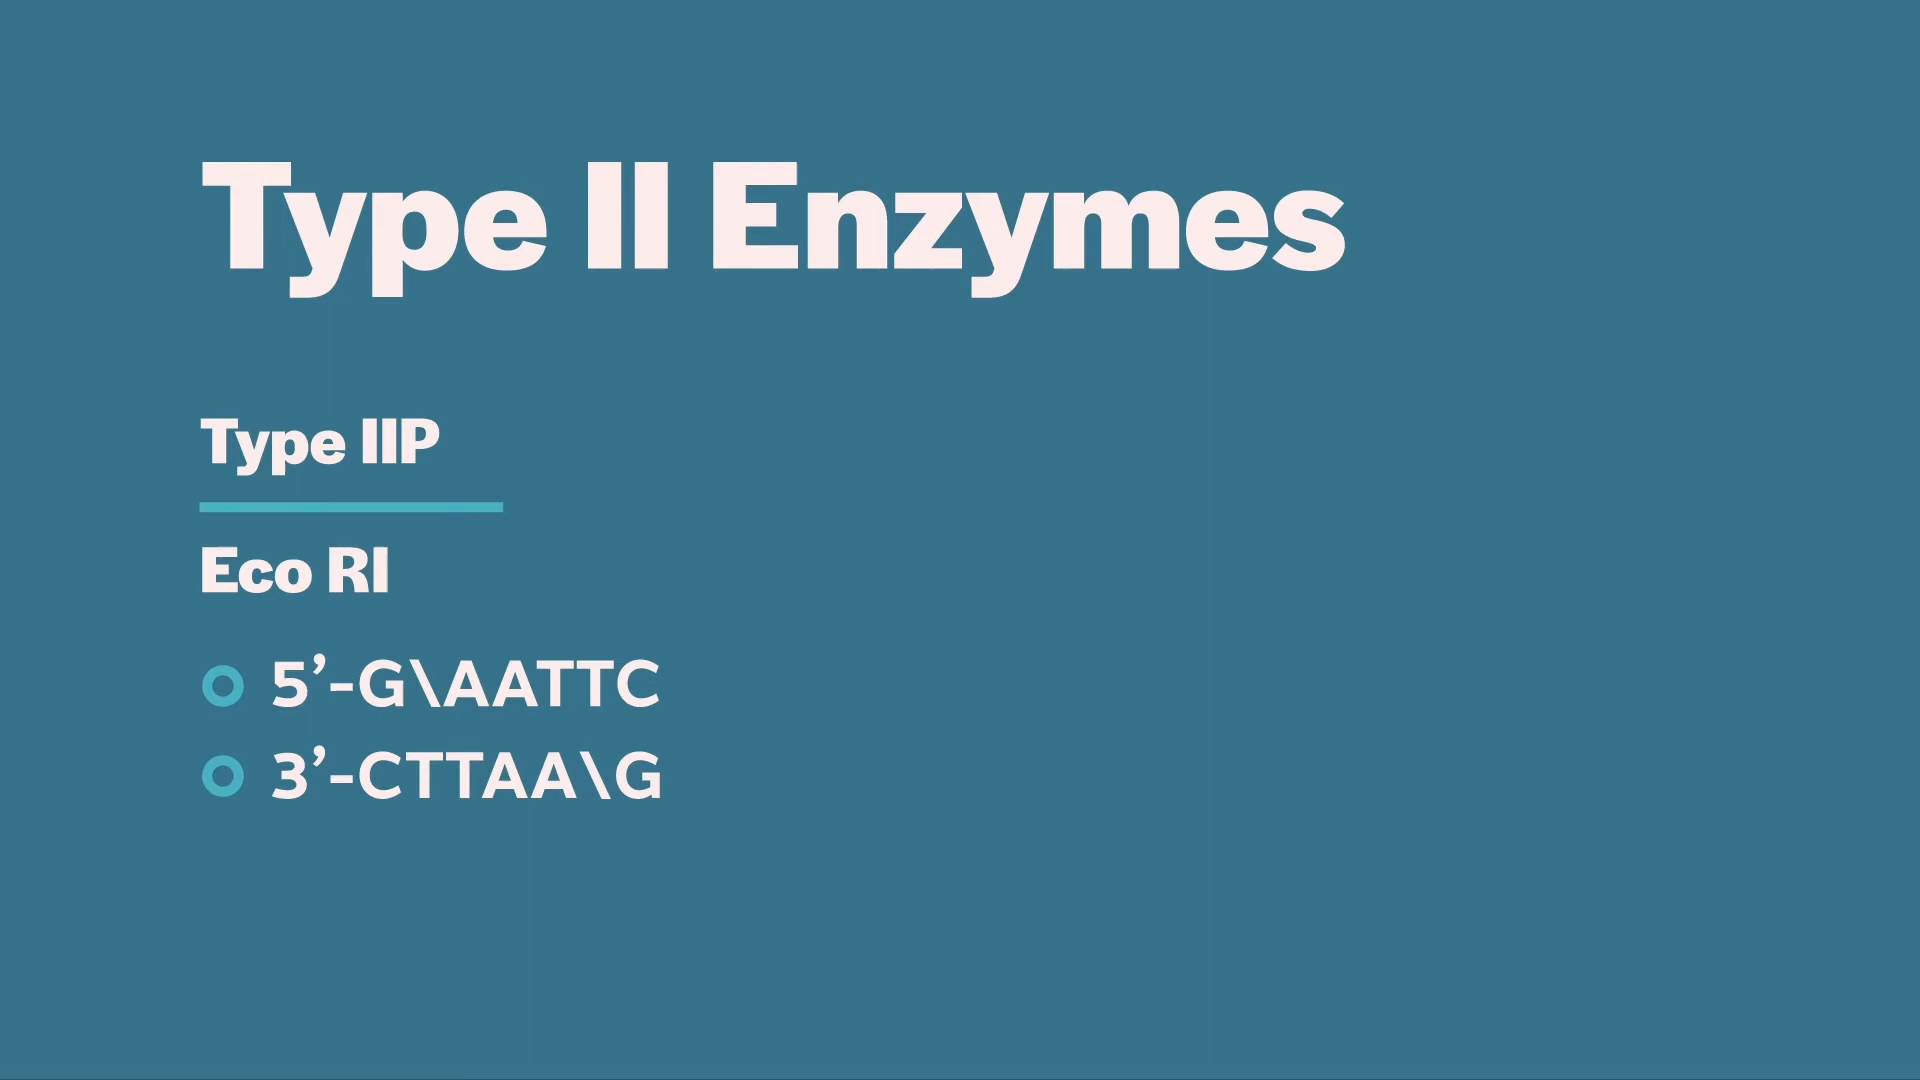 Type II Enzymes
Type IIP
Eco RI
5’-G\AATTC
3’-CTTAA\G